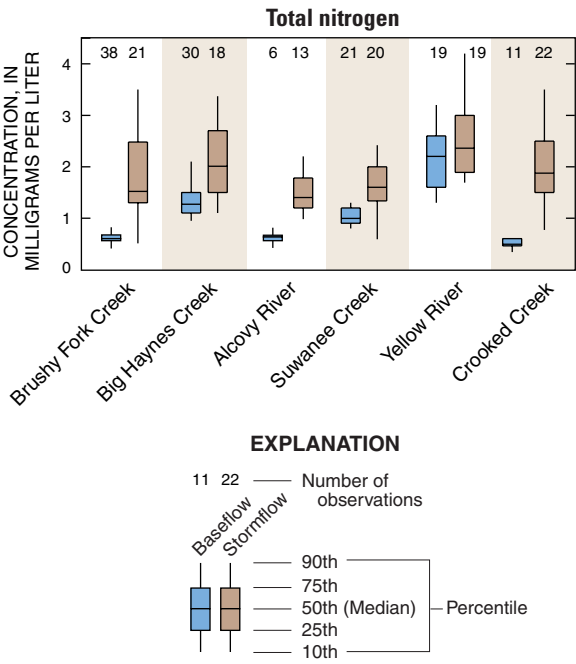 Total nitrogen
CONCENTRATION, IN
MILLIGRAMS PER LITER
4
3
2
1
0
38 21 30 18 6 13 21 20 19 19 11 22
Brushy Fork Creek
Big Haynes Creek
Alcovy River
Suwanee Creek
Yellow River
Crooked Creek
EXPLANATION
11 22 Number of
observations
Baseflow
Stormflow
90th
75th
50th (Median) Percentile
25th
10th